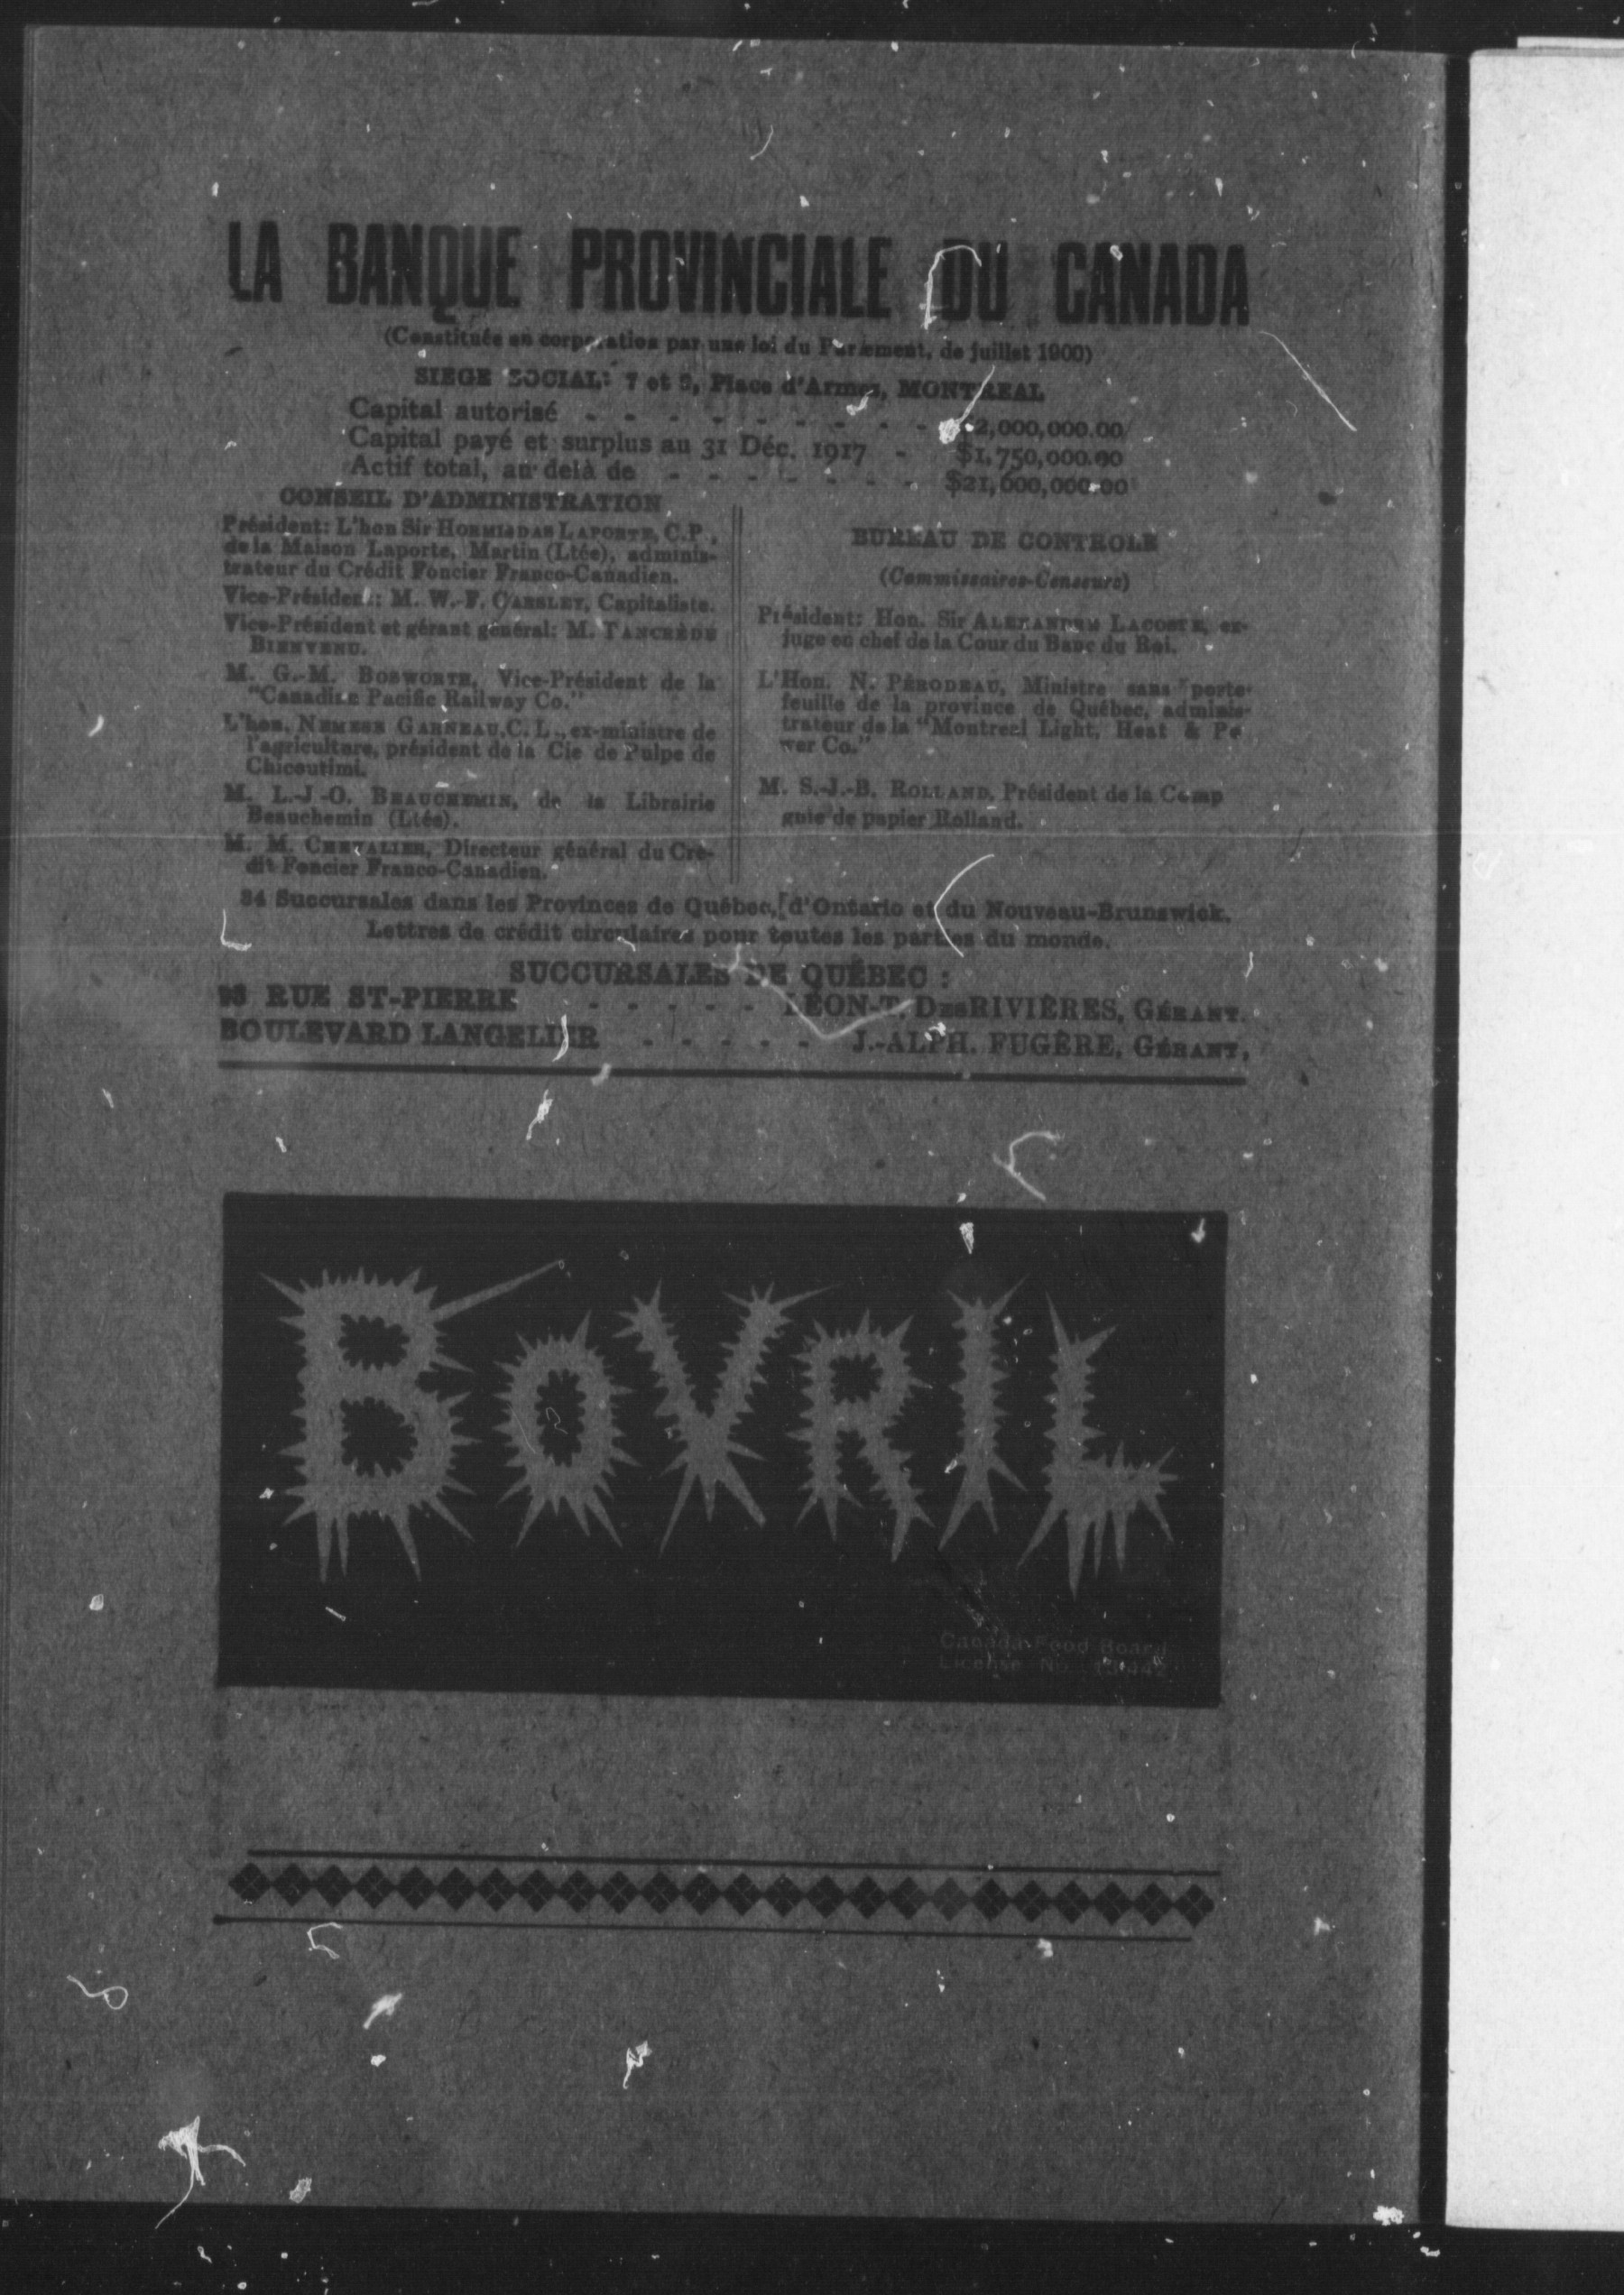 LA BANQUE PROVINCIALE DU CANADA
(Constituée en corporation par une loi du Parlement, de juillet 1900)
SIEGE SOCIAL: 7 et 9, Place d'Armes, MONTREAL
Capital autorisé - - - - - - - - - $2,000,000.00
Capital payé et surplus au 31 Déc. 1917 - $1,750,000.00
Actif total, au delà de - - - - - - - $21,600,000.00
CONSEIL D'ADMINISTRATION
Président: L'hon Sir HORMISDAS LAPORTE, C.P.,
de la Maison Laporte, Martin (Ltée), adminis-
trateur du Crédit Foncier Franco-Canadien.
Vice-Président: M. W.-F. CARSLEY, Capitaliste.
Vice-Président et gérant général: M. TANCRÈDE
BIENVENU.
M. G.-M. BOSWORTH, Vice-Président de la
"Canadian Pacific Railway Co."
L'hon. NEMESE GARNEAU, C. L., ex-ministre de
l'agriculture, président de la Cie de Pulpe de
Chicoutimi.
M. L.-J.-O. BEAUCHEMIN, de la Librairie
Beauchemin (Ltée).
M. M. CHEVALIER, Directeur général du Cré-
dit Foncier Franco-Canadien.
BUREAU DE CONTROLE
(Commissaires-Censeurs)
Président: Hon. Sir ALEXANDRE LACOSTE, ex-
juge en chef de la Cour du Banc du Roi.
L'Hon. N. PÉRODEAU, Ministre sans porte-
feuille de la province de Québec, adminis-
trateur de la "Montreal Light, Heat & Po
wer Co."
M. S.-J.-B. ROLLAND, Président de la Comp
gnie de papier Rolland.
84 Succursales dans les Provinces de Québec, d'Ontario et du Nouveau-Brunswick.
Lettres de crédit circulaires pour toutes les parties du monde.
SUCCURSALES DE QUÉBEC :
93 RUE ST-PIERRE - - - - - LÉON-T. DESRIVIÈRES, GÉRANT.
BOULEVARD LANGELIER - - - - - J.-ALPH. FUGÈRE, GÉRANT,
BOVRIL
Canada Food Board
License No.